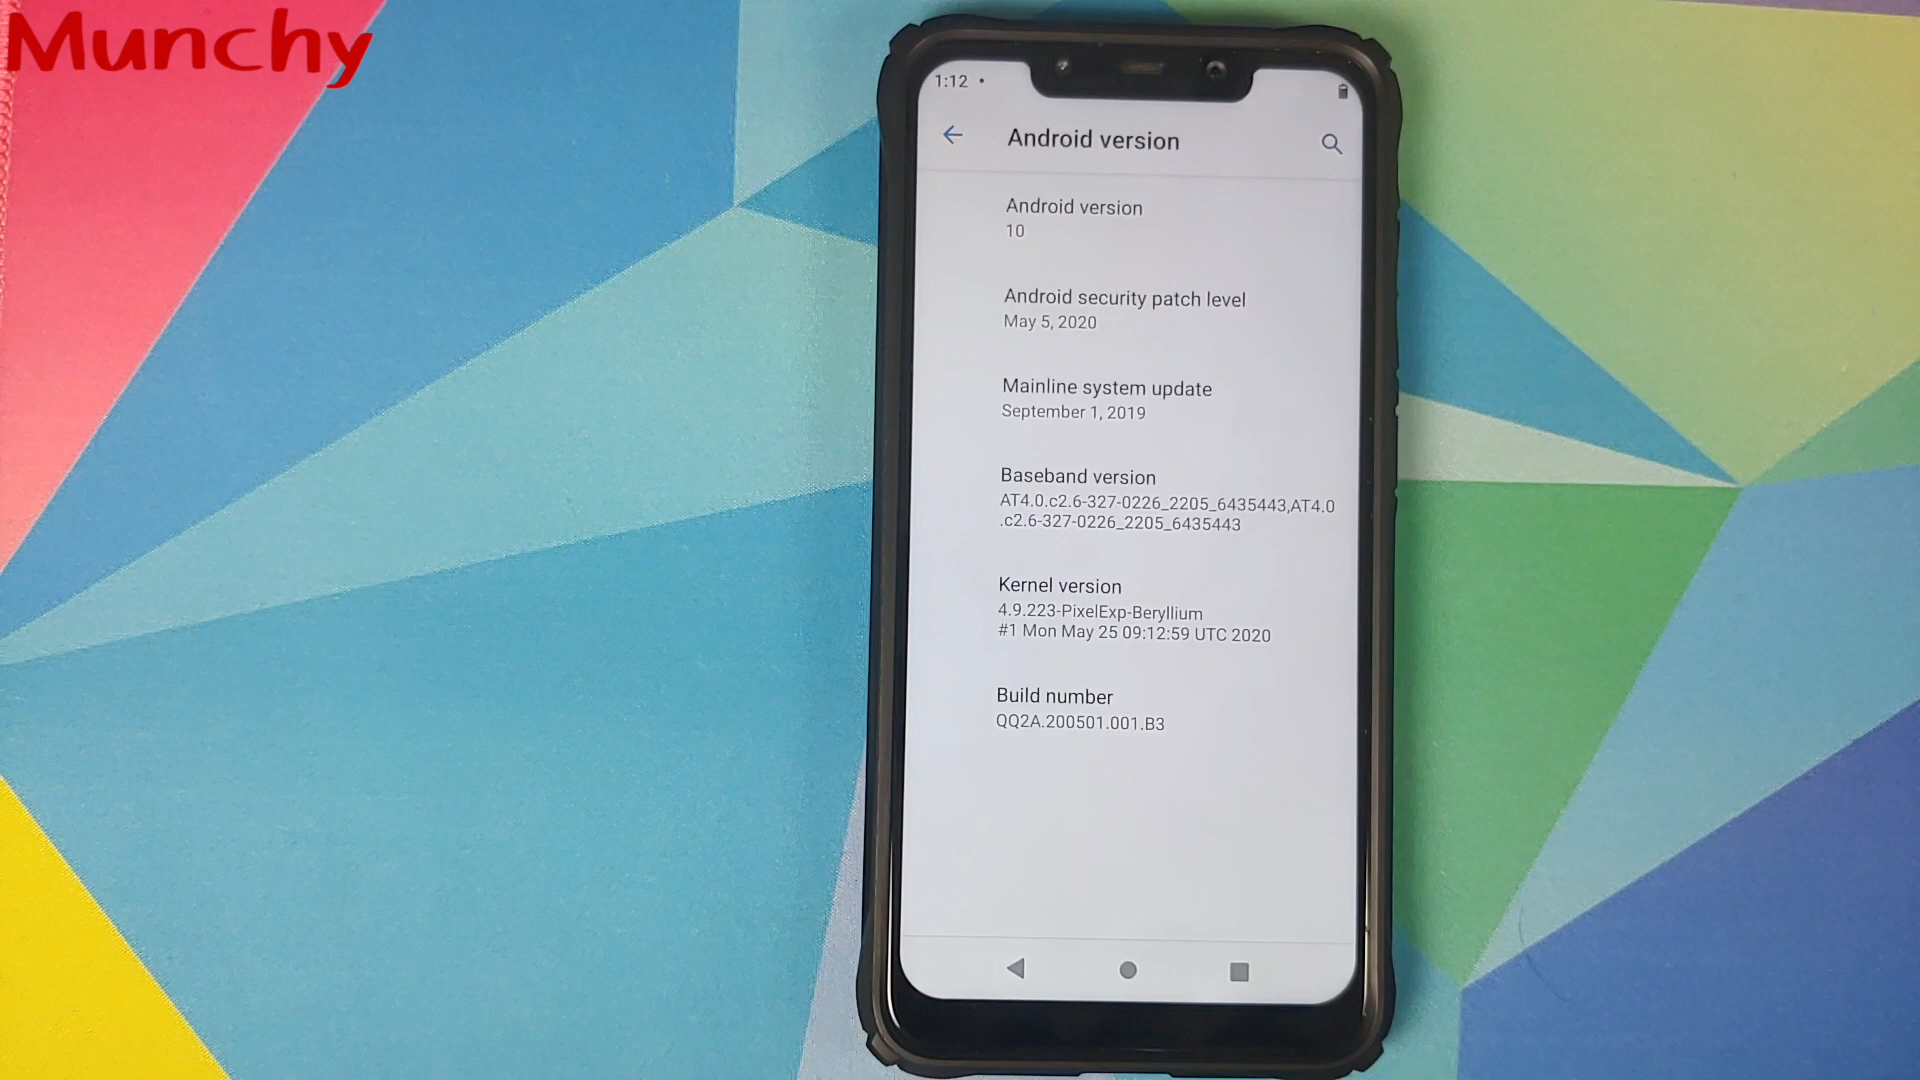 Munchy
1:12
Android version
Android version
10
Android security patch level
May 5, 2020
Mainline system update
September 1, 2019
Baseband version
AT4.0.c2.6-327-0226_2205_6435443,AT4.0
.c2.6-327-0226_2205_6435443
Kernel version
4.9.223-PixelExp-Beryllium
#1 Mon May 25 09:12:59 UTC 2020
Build number
QQ2A.200501.001.B3